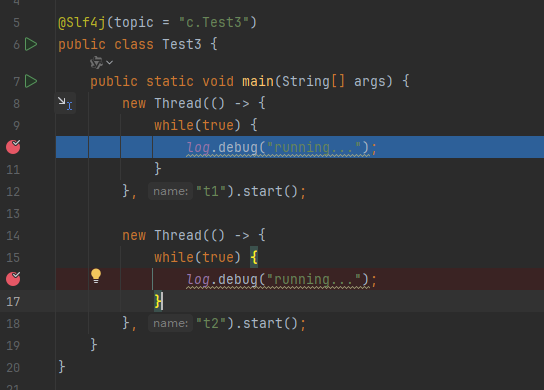 5 @Slf4j(topic = "c.Test3")
6 public class Test3 {
7 public static void main(String[] args) {
8 new Thread(() -> {
9 while(true) {
log.debug("running...");
11 }
12 }, name: "t1").start();
13
14 new Thread(() -> {
15 while(true) {
log.debug("running...");
17 }
18 }, name: "t2").start();
19 }
20 }